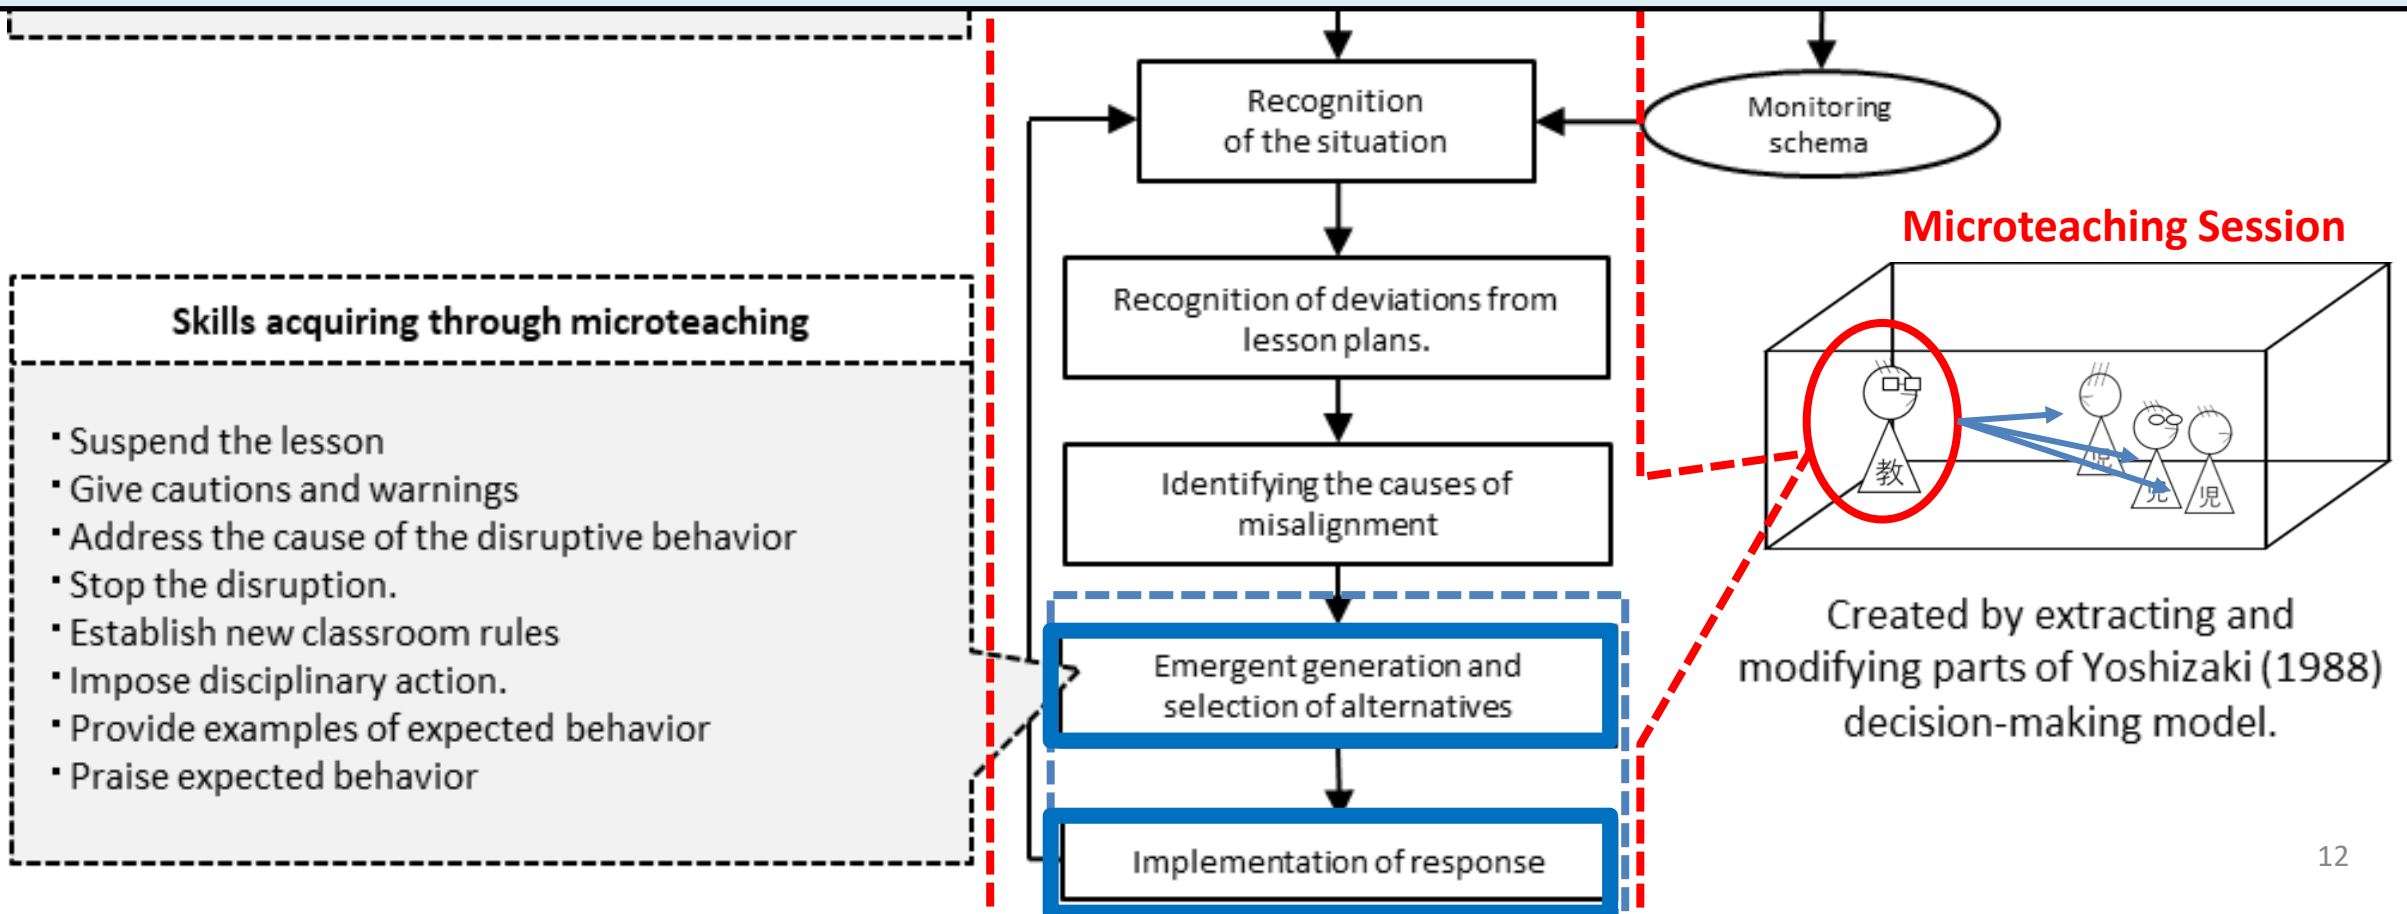 Recognition
of the situation
Monitoring
schema
Microteaching Session
Skills acquiring through microteaching
Recognition of deviations from
lesson plans.
▪ Suspend the lesson
▪ Give cautions and warnings
▪ Address the cause of the disruptive behavior
▪ Stop the disruption.
▪ Establish new classroom rules
▪ Impose disciplinary action.
▪ Provide examples of expected behavior
▪ Praise expected behavior
Identifying the causes of
misalignment
教
児
児
児
Emergent generation and
selection of alternatives
Implementation of response
Created by extracting and
modifying parts of Yoshizaki (1988)
decision-making model.
12